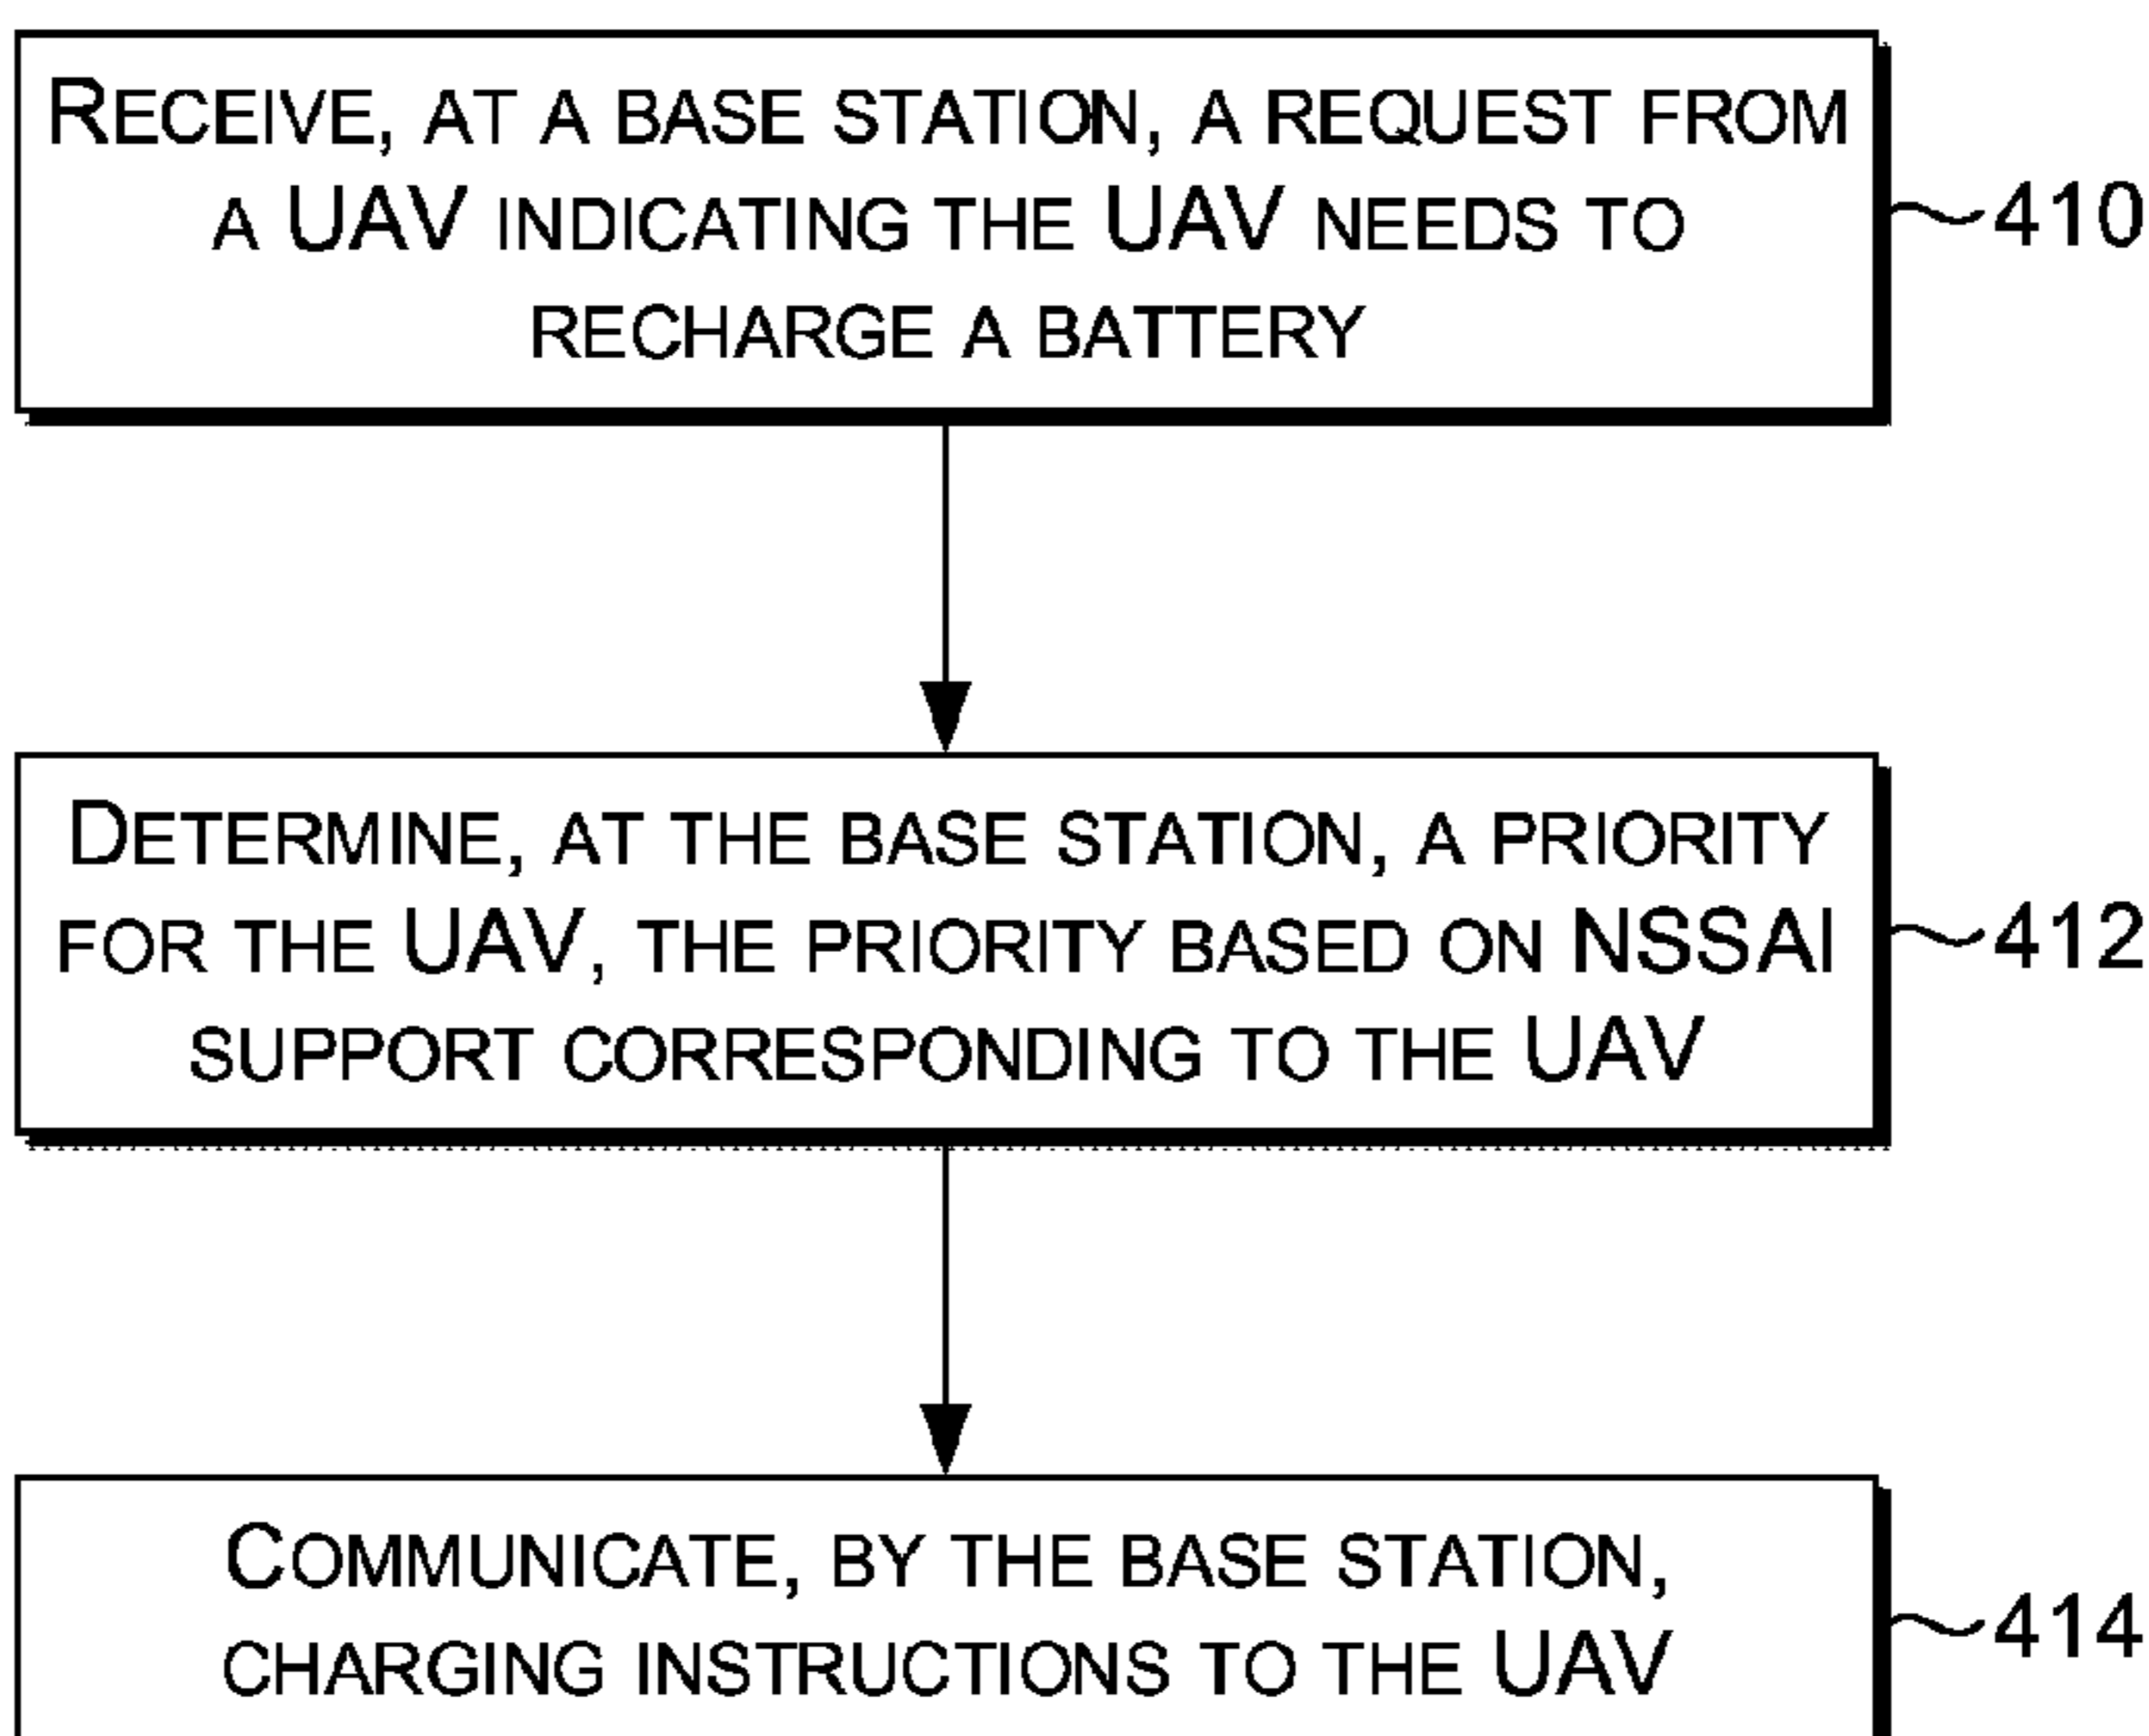 RECEIVE, AT A BASE STATION, A REQUEST FROM
A UAV INDICATING THE UAV NEEDS TO
RECHARGE A BATTERY
410
DETERMINE, AT THE BASE STATION, A PRIORITY
FOR THE UAV, THE PRIORITY BASED ON NSSAI
SUPPORT CORRESPONDING TO THE UAV
412
COMMUNICATE, BY THE BASE STATION,
CHARGING INSTRUCTIONS TO THE UAV
414